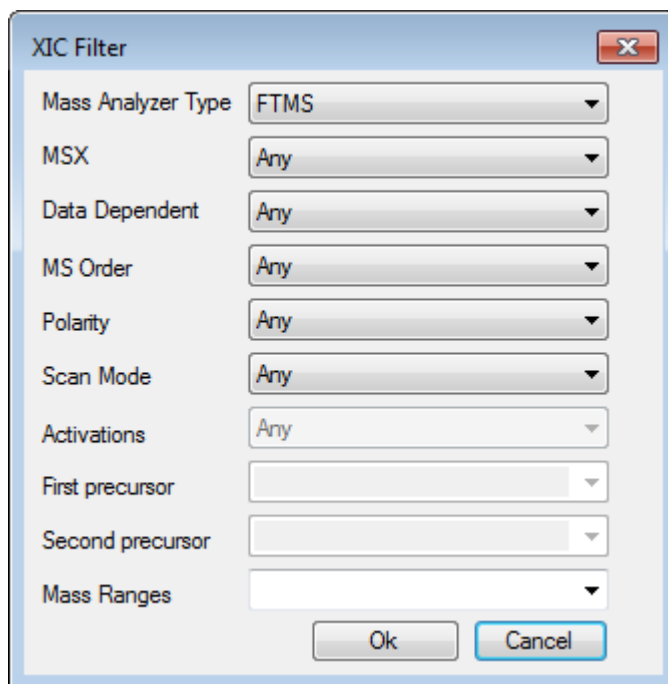 XIC Filter
Mass Analyzer Type FTMS
MSX Any
Data Dependent Any
MS Order Any
Polarity Any
Scan Mode Any
Activations Any
First precursor
Second precursor
Mass Ranges
Ok Cancel